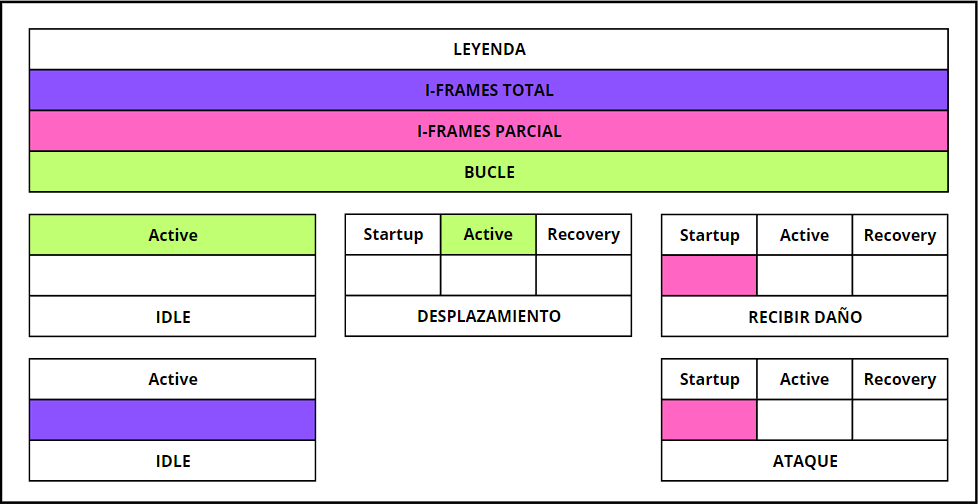 LEYENDA
I-FRAMES TOTAL
I-FRAMES PARCIAL
BUCLE
Active
IDLE
Startup Active Recovery
DESPLAZAMIENTO
Startup Active Recovery
RECIBIR DAÑO
Active
IDLE
Startup Active Recovery
ATAQUE